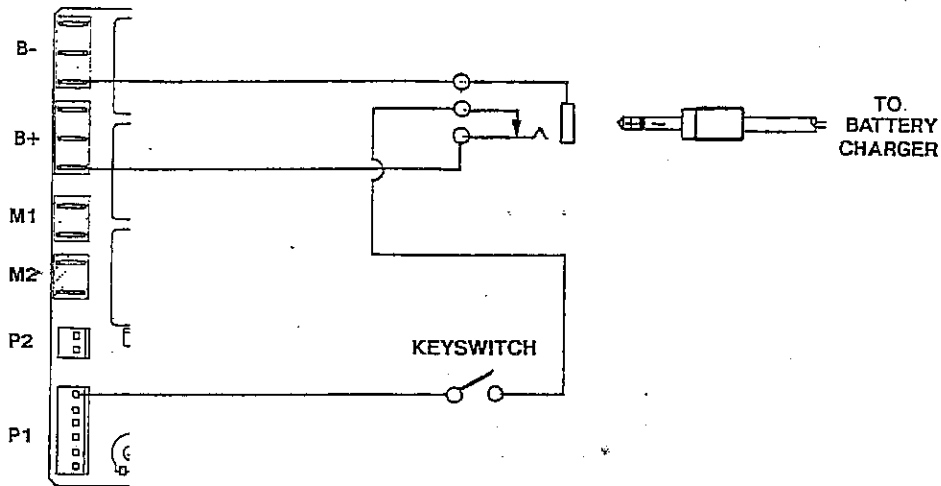 B-
B+
M1
M2
P2
P1
KEYSWITCH
TO
BATTERY
CHARGER